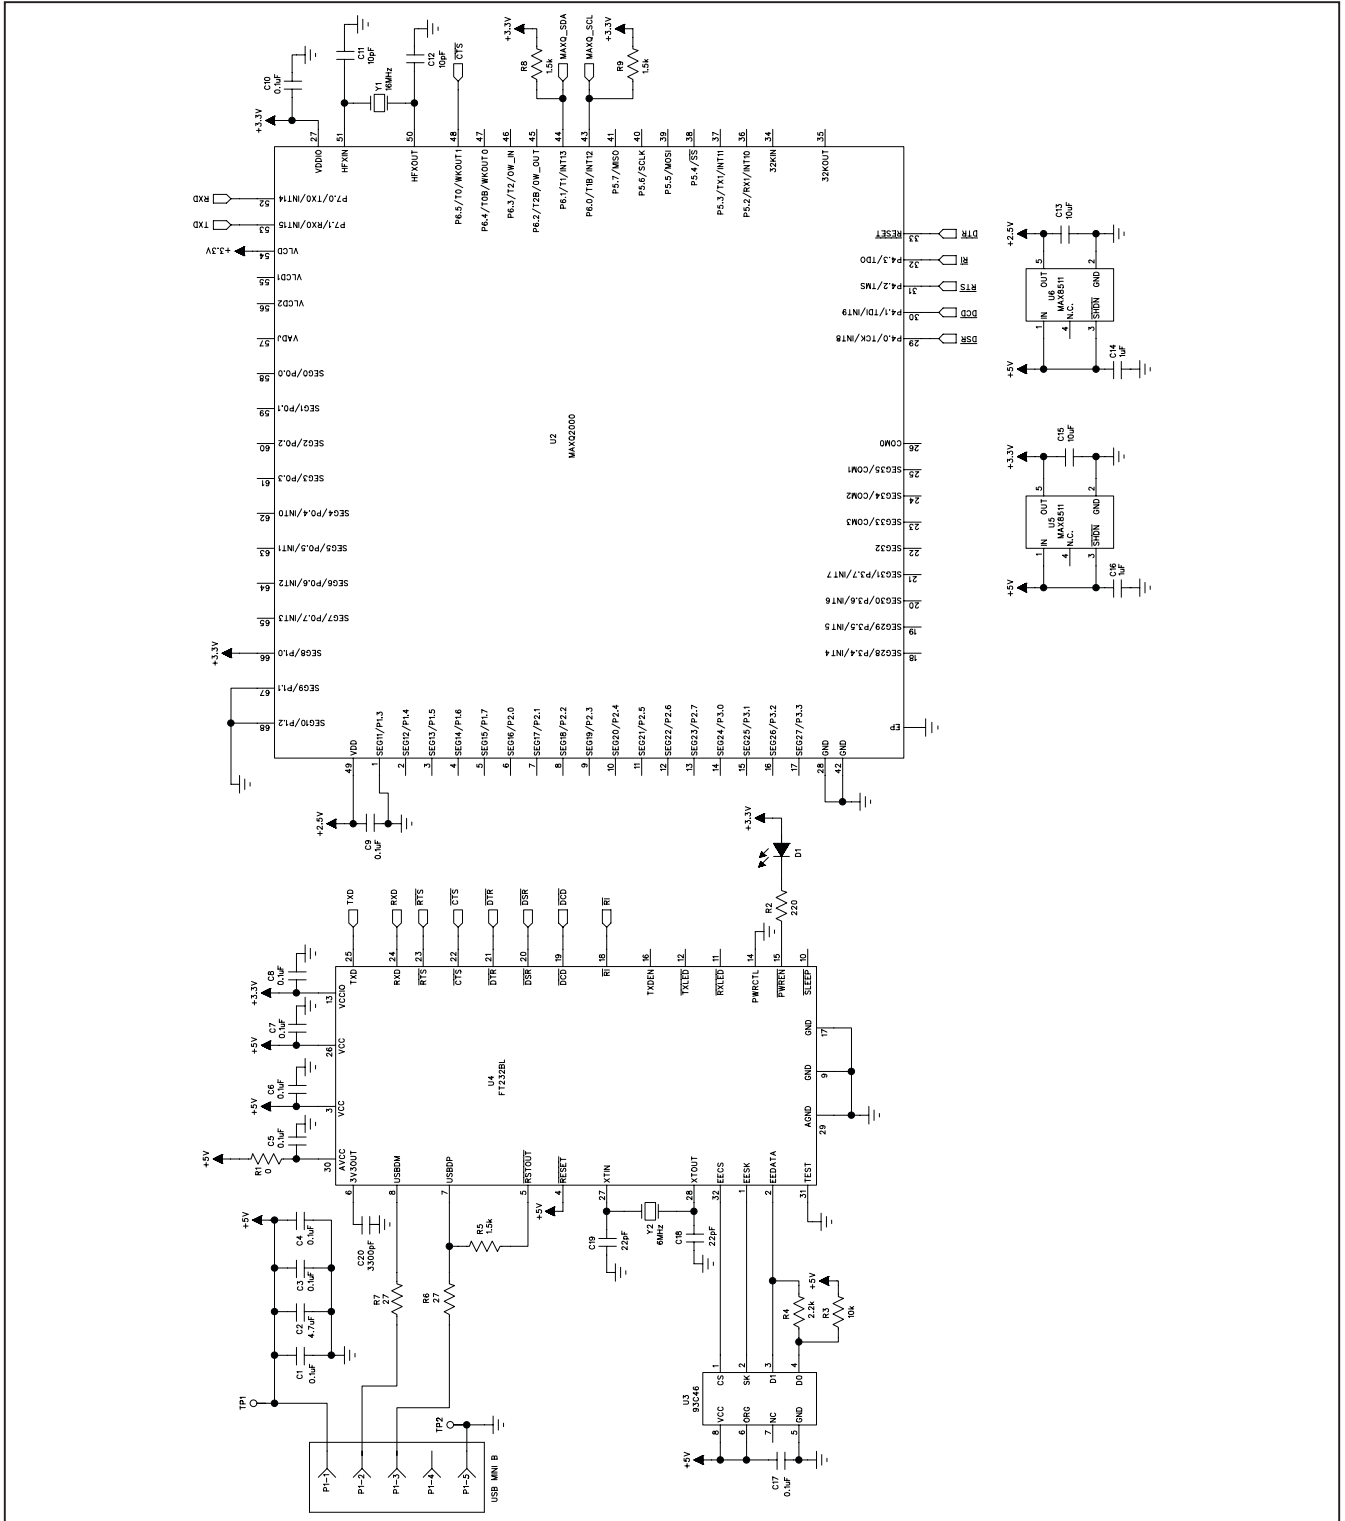 C10
0.1uF
+3.3V
C11
10pF
Y1
16MHz
C12
10pF
CTS
+3.3V
R8
1.5k
MAXQ_SDA
MAXQ_SCL
R9
1.5k
+3.3V
27
51
50
48
47
46
45
44
43
41
40
39
38
37
36
34
35
VDDIO
HFXIN
HFXOUT
P6.5/T0/WKOUT1
P6.4/T0B/WKOUT0
P6.3/T2/OW_IN
P6.2/T2B/OW_OUT
P6.1/T1/INT13
P6.0/T1B/INT12
P5.7/MISO
P5.6/SCLK
P5.5/MOSI
P5.4/SS
P5.3/TX1/INT11
P5.2/RX1/INT10
32KIN
32KOUT
RXD 52 P7.0/TX0/INT14
TXD 53 P7.1/RX0/INT15
+3.3V 54 VLCD
55 VLCD1
56 VLCD2
57 VADJ
58 SEG0/P0.0
59 SEG1/P0.1
60 SEG2/P0.2
61 SEG3/P0.3
62 SEG4/P0.4/INT0
63 SEG5/P0.5/INT1
64 SEG6/P0.6/INT2
65 SEG7/P0.7/INT3
+3.3V
66 SEG8/P1.0
67 SEG9/P1.1
68 SEG10/P1.2
U2
MAXQ2000
RESET 33 DTR
P4.3/TDO 32 RI
P4.2/TMS 31 RTS
P4.1/TDI/INT9 30 DCD
P4.0/TCK/INT8 29 DSR
COM0 26
SEG35/COM1 25
SEG34/COM2 24
SEG33/COM3 23
SEG32 22
SEG31/P3.7/INT7 21
SEG30/P3.6/INT6 20
SEG29/P3.5/INT5 19
SEG28/P3.4/INT4 18
EP
VDD
SEG11/P1.3
SEG12/P1.4
SEG13/P1.5
SEG14/P1.6
SEG15/P1.7
SEG16/P2.0
SEG17/P2.1
SEG18/P2.2
SEG19/P2.3
SEG20/P2.4
SEG21/P2.5
SEG22/P2.6
SEG23/P2.7
SEG24/P3.0
SEG25/P3.1
SEG26/P3.2
SEG27/P3.3
GND
GND
49
1
2
3
4
5
6
7
8
9
10
11
12
13
14
15
16
17
28
42
+2.5V
C9
0.1uF
+2.5V
C13
10uF
5
2
OUT
GND
U6
MAX8511
IN
N.C.
SHDN
1
4
3
+5V
C14
1uF
+3.3V
C15
10uF
5
2
OUT
GND
U5
MAX8511
IN
N.C.
SHDN
1
4
3
+5V
C16
1uF
+3.3V
D1
R2
220
TXD
RXD
RTS
CTS
DTR
DSR
DCD
RI
25
24
23
22
21
20
19
18
16
12
11
14
15
10
TXD
RXD
RTS
CTS
DTR
DSR
DCD
RI
TXDEN
TXLED
RXLED
PWRCTL
PWREN
SLEEP
C8
0.1uF
+3.3V
13
VCCIO
C7
0.1uF
+5V
26
VCC
C6
0.1uF
+5V
3
VCC
C5
0.1uF
+5V
R1
0
30
AVCC
U4
FT232BL
GND
17
GND
9
AGND
29
3V3OUT
USBDM
USBDP
RSTOUT
RESET
XTIN
XTOUT
EECS
EESK
EEDATA
TEST
6
8
7
5
4
27
28
32
1
2
31
+5V
C4
0.1uF
C3
0.1uF
C2
4.7uF
C1
0.1uF
C20
3300pF
R5
1.5k
+5V
C19
22pF
Y2
6MHz
C18
22pF
R7
27
R6
27
+5V
R4
2.2k
R3
10k
TP1
TP2
1
2
3
4
CS
SK
D1
D0
U3
93C46
VCC
ORG
NC
GND
8
6
7
5
+5V
C17
0.1uF
P1-1
P1-2
P1-3
P1-4
P1-5
USB MINI B